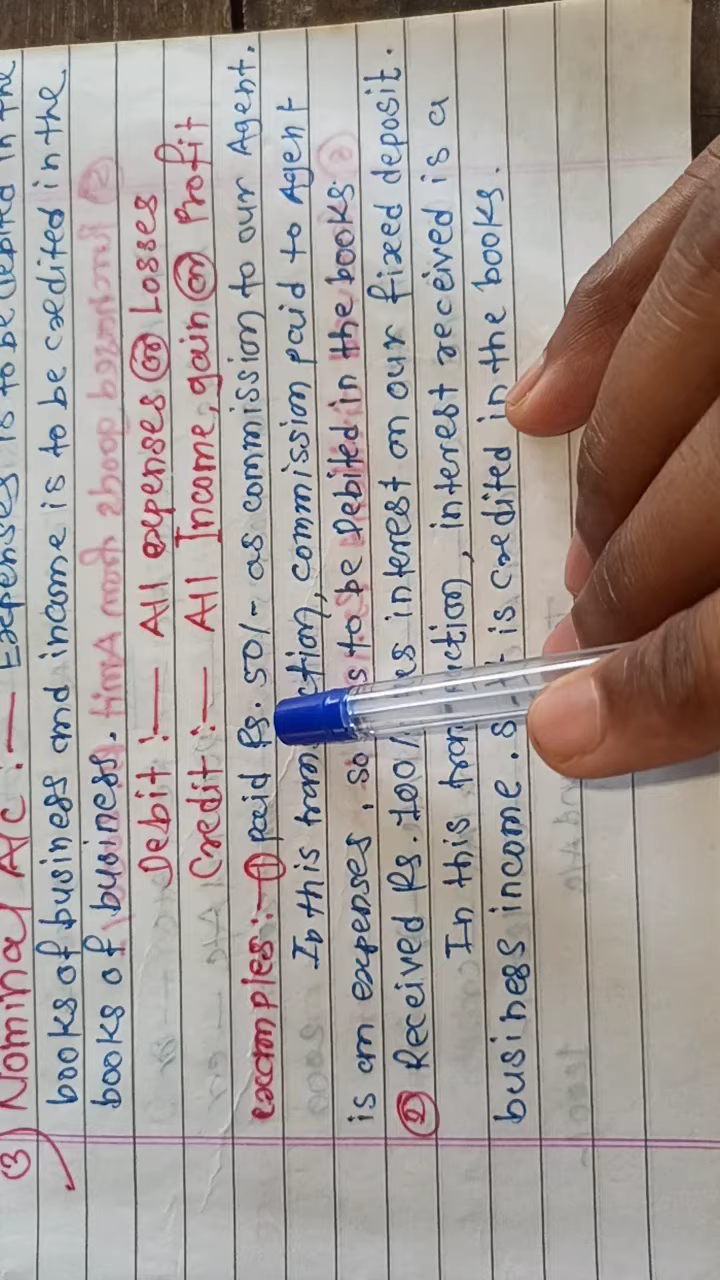 ③ Nominal A/C :— Expenses is to be debited in the
books of business and income is to be credited in the
books of business.
Debit :— All expenses @ Losses
Credit :— All Income, gain @ Profit
examples :— ① paid Rs. 50/- as commission to our Agent.
In this tran ction, commission paid to Agent
is an expenses, so s to be Debited in the books.
② Received Rs. 100/ es interest on our fixed deposit.
In this tran ction, interest received is a
business income. s is credited in the books.